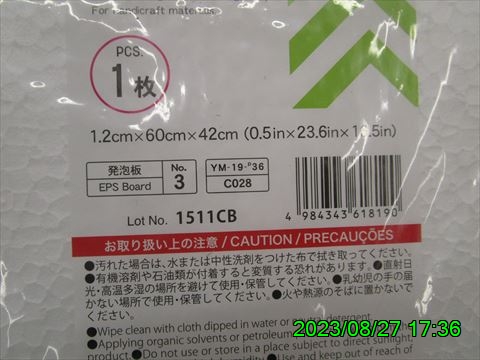 For handicraft materials.
PCS.
1枚
1.2cm×60cm×42cm (0.5in×23.6in×16.5in)
発泡板
EPS Board
No.
3
YM-19-ᴾ36
C028
Lot No. 1511CB
4 984343 618190
お取り扱い上の注意 / CAUTION / PRECAUÇÕES
●汚れた場合は、水または中性洗剤をつけた布で拭き取ってください。
●有機溶剤や石油類が付着すると変質する恐れがあります。●直射日
光・高温多湿の場所を避けて使用・保管してください。●乳幼児の手の届
かない場所で使用・保管してください。●火や熱源のそばに置かないで
ください。
●Wipe clean with cloth dipped in water or neutral detergent.
●Applying organic solvents or petroleum
●Do not use or store in a place subject to direct
●Use and keep out of reach of
2023/08/27 17:36